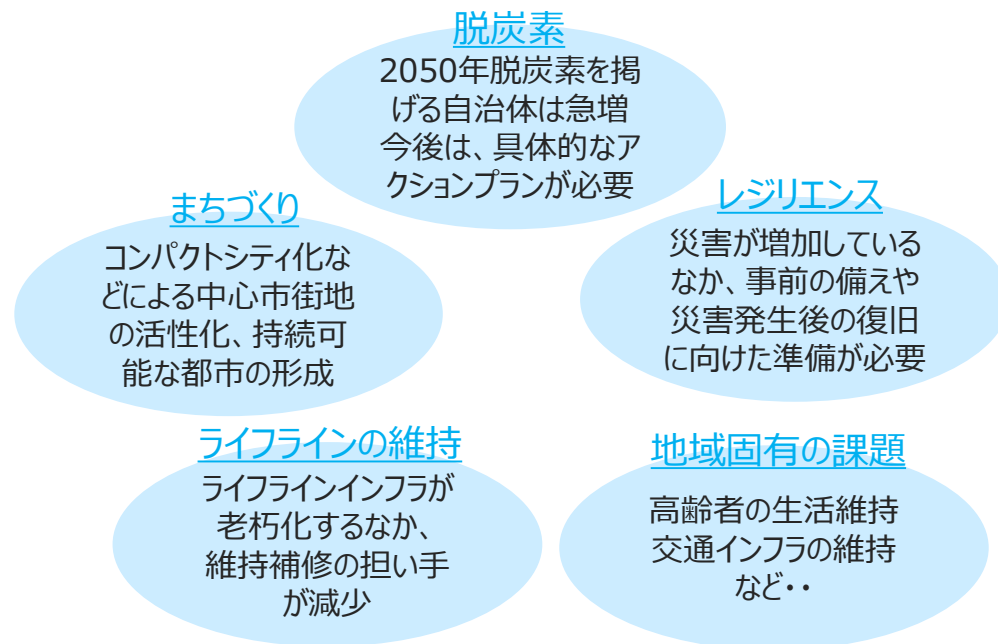 脱炭素
2050年脱炭素を掲
げる自治体は急増
今後は、具体的なア
クションプランが必要
まちづくり
コンパクトシティ化な
どによる中心市街地
の活性化、持続可
能な都市の形成
レジリエンス
災害が増加している
なか、事前の備えや
災害発生後の復旧
に向けた準備が必要
ライフラインの維持
ライフラインインフラが
老朽化するなか、
維持補修の担い手
が減少
地域固有の課題
高齢者の生活維持
交通インフラの維持
など・・